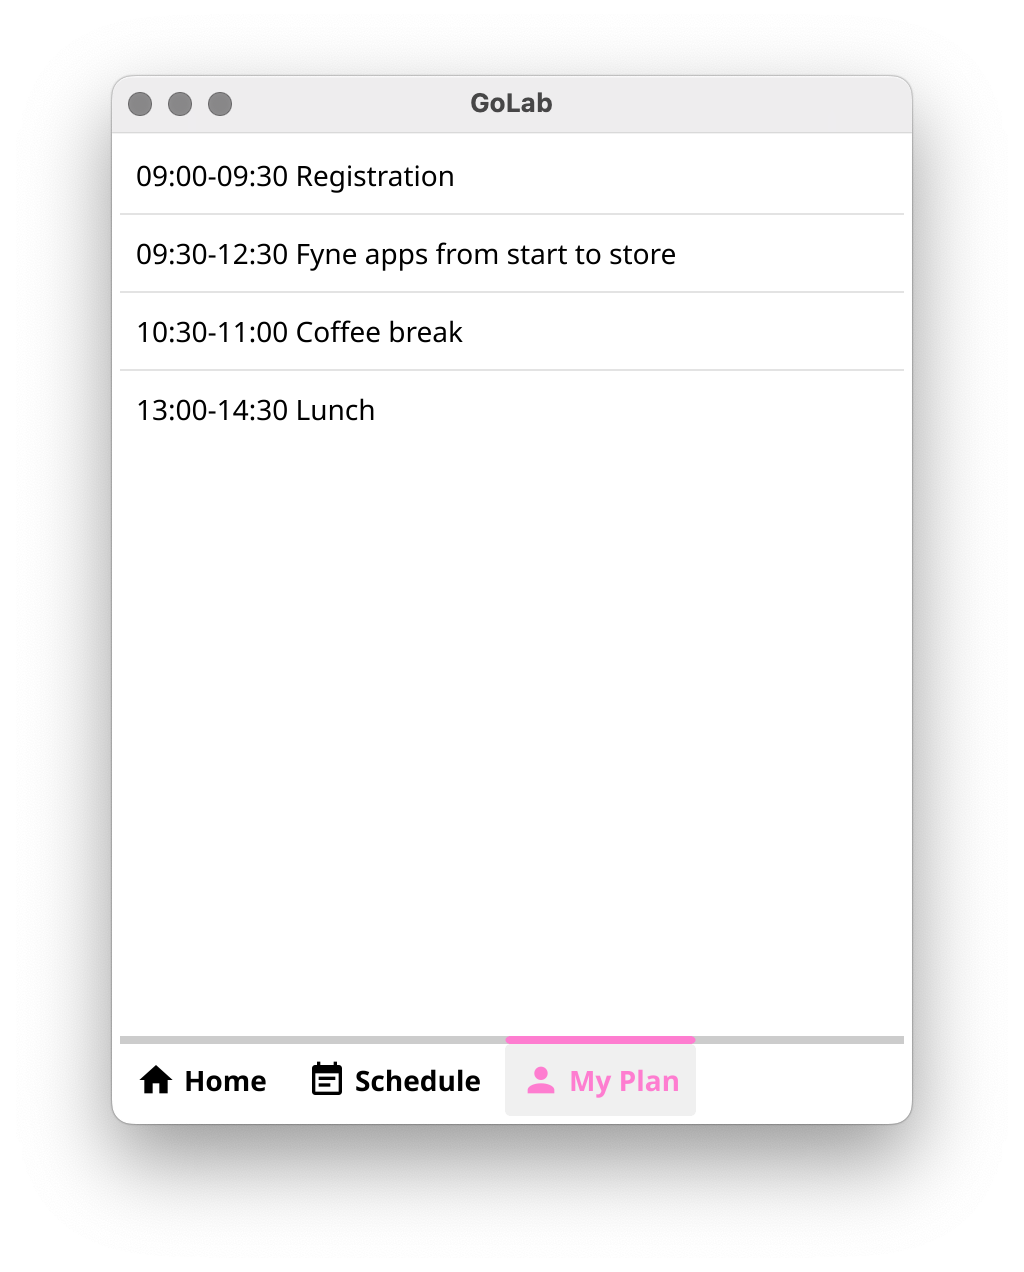 GoLab
09:00-09:30 Registration
09:30-12:30 Fyne apps from start to store
10:30-11:00 Coffee break
13:00-14:30 Lunch
Home Schedule My Plan